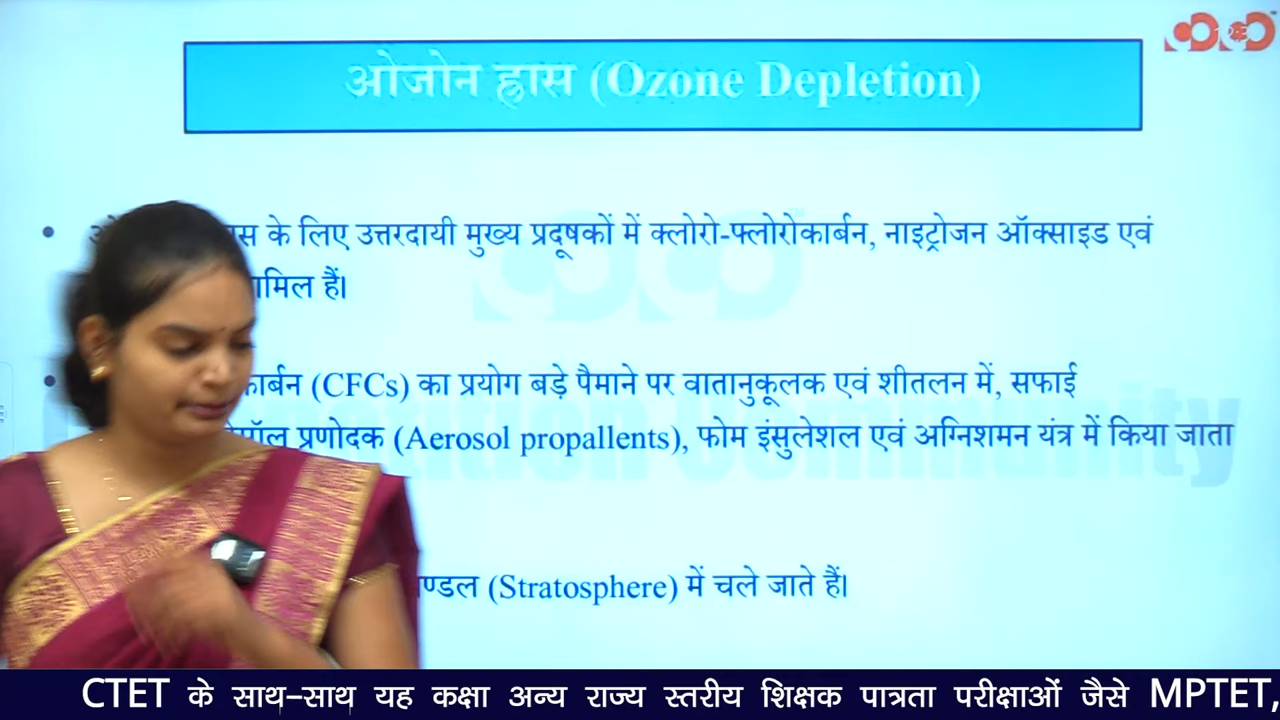 ओजोन ह्रास (Ozone Depletion)
के लिए उत्तरदायी मुख्य प्रदूषकों में क्लोरो-फ्लोरोकार्बन, नाइट्रोजन ऑक्साइड एवं
हैं।
(CFCs) का प्रयोग बड़े पैमाने पर वातानुकूलक एवं शीतलन में, सफाई
प्रणोदक (Aerosol propallents), फोम इंसुलेशल एवं अग्निशमन यंत्र में किया जाता
(Stratosphere) में चले जाते हैं।
CTET के साथ-साथ यह कक्षा अन्य राज्य स्तरीय शिक्षक पात्रता परीक्षाओं जैसे MPTET,